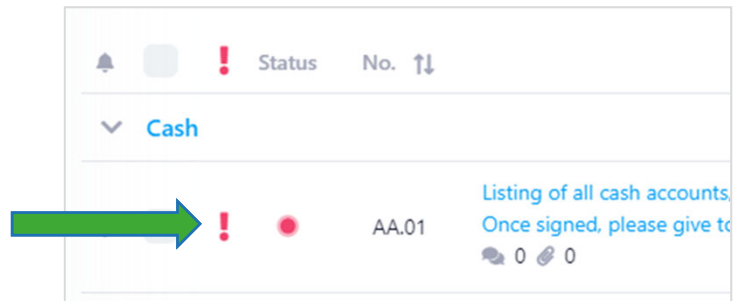 Status No.
Cash
Listing of all cash accounts,
AA.01 Once signed, please give to
0 0